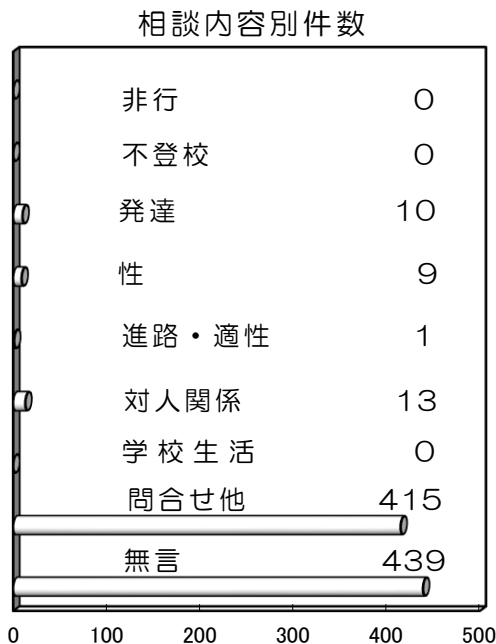 相談内容別件数
非行 0
不登校 0
発達 10
性 9
進路・適性 1
対人関係 13
学校生活 0
問合せ他 415
無言 439
0 100 200 300 400 500